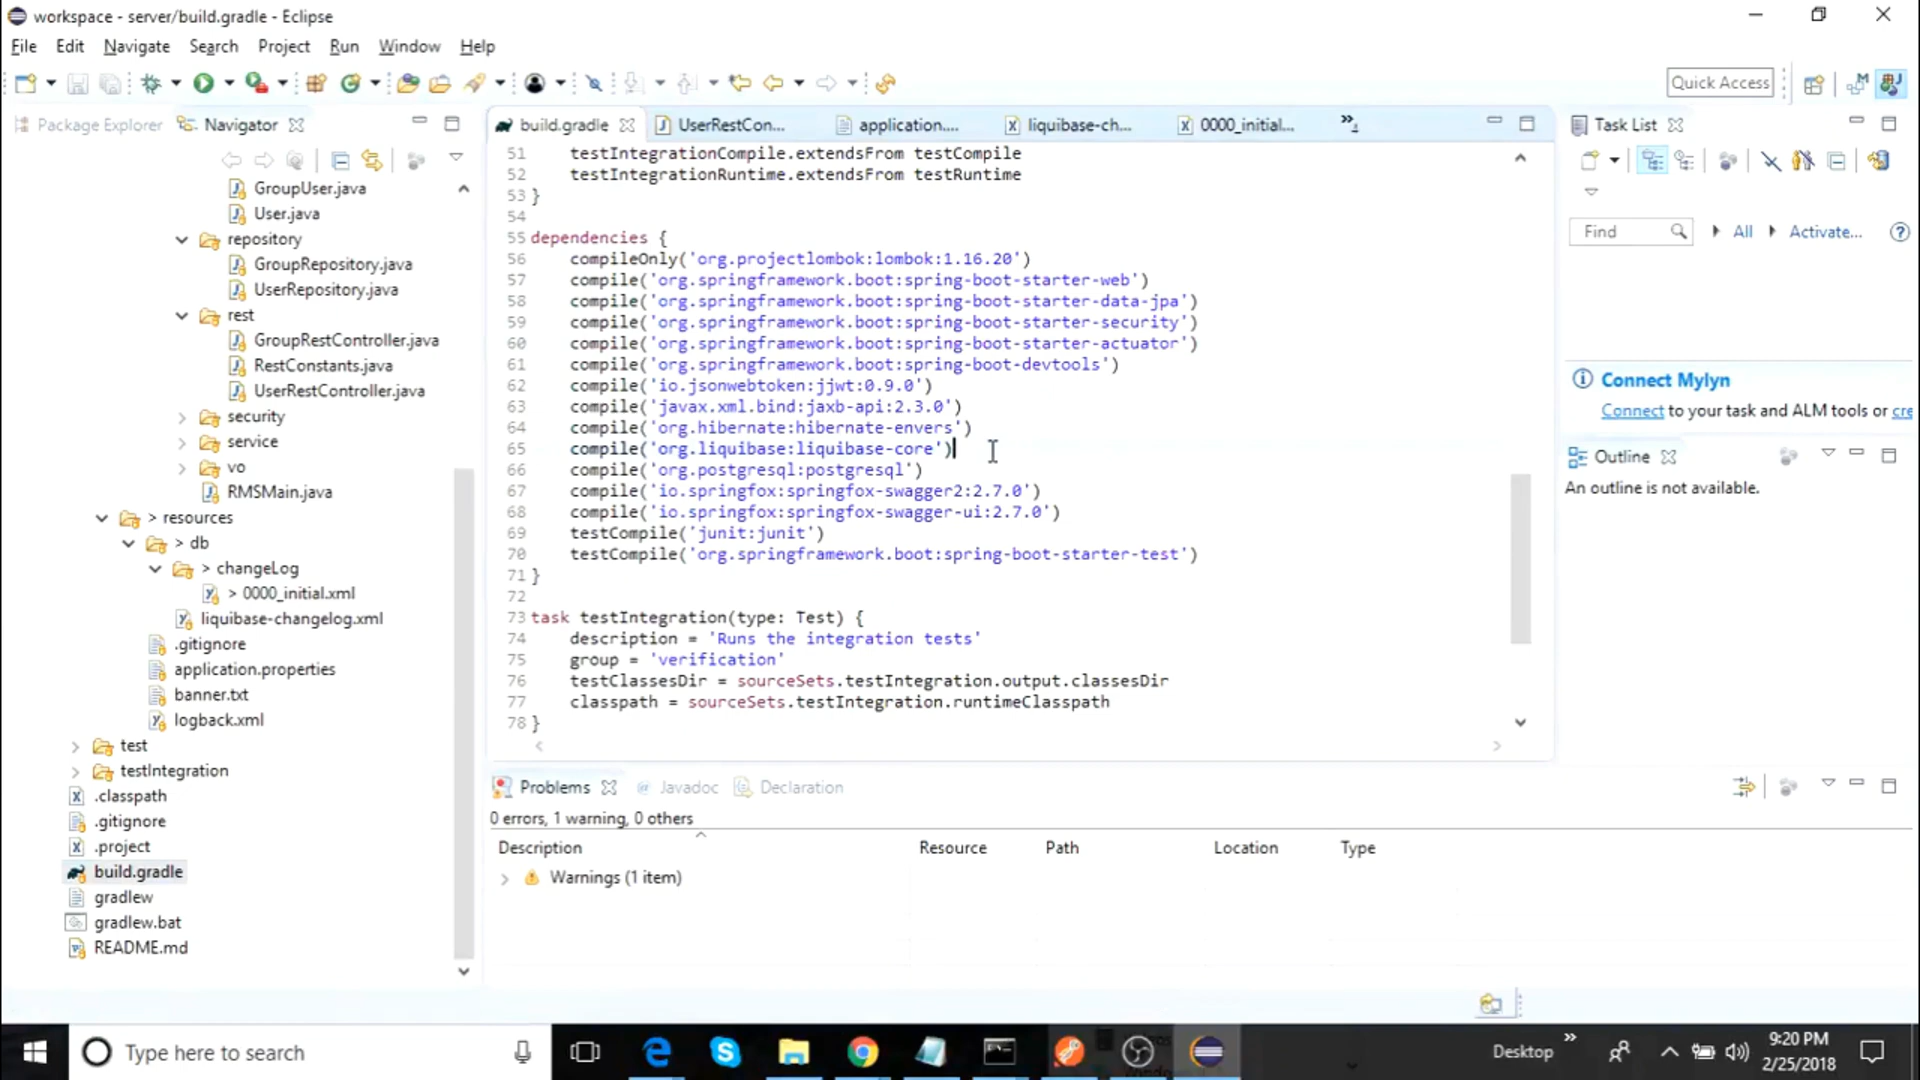 workspace - server/build.gradle - Eclipse
File Edit Navigate Search Project Run Window Help
Quick Access
Package Explorer Navigator
GroupUser.java
User.java
repository
GroupRepository.java
UserRepository.java
rest
GroupRestController.java
RestConstants.java
UserRestController.java
security
service
vo
RMSMain.java
> resources
> db
> changeLog
> 0000_initial.xml
liquibase-changelog.xml
.gitignore
application.properties
banner.txt
logback.xml
test
testIntegration
.classpath
.gitignore
.project
build.gradle
gradlew
gradlew.bat
README.md
build.gradle UserRestCon... application.... liquibase-ch... 0000_initial... »4
51 testIntegrationCompile.extendsFrom testCompile
52 testIntegrationRuntime.extendsFrom testRuntime
53 }
54
55 dependencies {
56 compileOnly('org.projectlombok:lombok:1.16.20')
57 compile('org.springframework.boot:spring-boot-starter-web')
58 compile('org.springframework.boot:spring-boot-starter-data-jpa')
59 compile('org.springframework.boot:spring-boot-starter-security')
60 compile('org.springframework.boot:spring-boot-starter-actuator')
61 compile('org.springframework.boot:spring-boot-devtools')
62 compile('io.jsonwebtoken:jjwt:0.9.0')
63 compile('javax.xml.bind:jaxb-api:2.3.0')
64 compile('org.hibernate:hibernate-envers')
65 compile('org.liquibase:liquibase-core')
66 compile('org.postgresql:postgresql')
67 compile('io.springfox:springfox-swagger2:2.7.0')
68 compile('io.springfox:springfox-swagger-ui:2.7.0')
69 testCompile('junit:junit')
70 testCompile('org.springframework.boot:spring-boot-starter-test')
71 }
72
73 task testIntegration(type: Test) {
74 description = 'Runs the integration tests'
75 group = 'verification'
76 testClassesDir = sourceSets.testIntegration.output.classesDir
77 classpath = sourceSets.testIntegration.runtimeClasspath
78 }
Problems @ Javadoc Declaration
0 errors, 1 warning, 0 others
Description Resource Path Location Type
Warnings (1 item)
Task List
Find All Activate...
Connect Mylyn
Connect to your task and ALM tools or cre
Outline
An outline is not available.
Type here to search
Desktop »
9:20 PM
2/25/2018